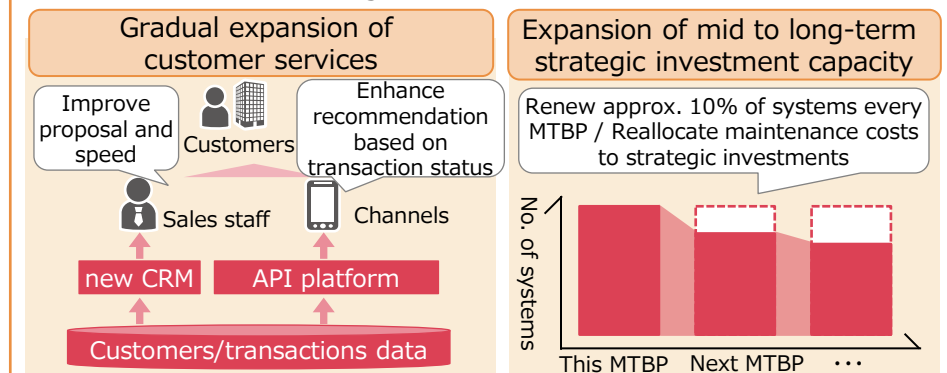 Gradual expansion of
customer services
Improve
proposal and
speed
Customers
Enhance
recommendation
based on
transaction status
Sales staff
Channels
new CRM
API platform
Customers/transactions data
Expansion of mid to long-term
strategic investment capacity
Renew approx. 10% of systems every
MTBP / Reallocate maintenance costs
to strategic investments
No. of systems
This MTBP
Next MTBP
···